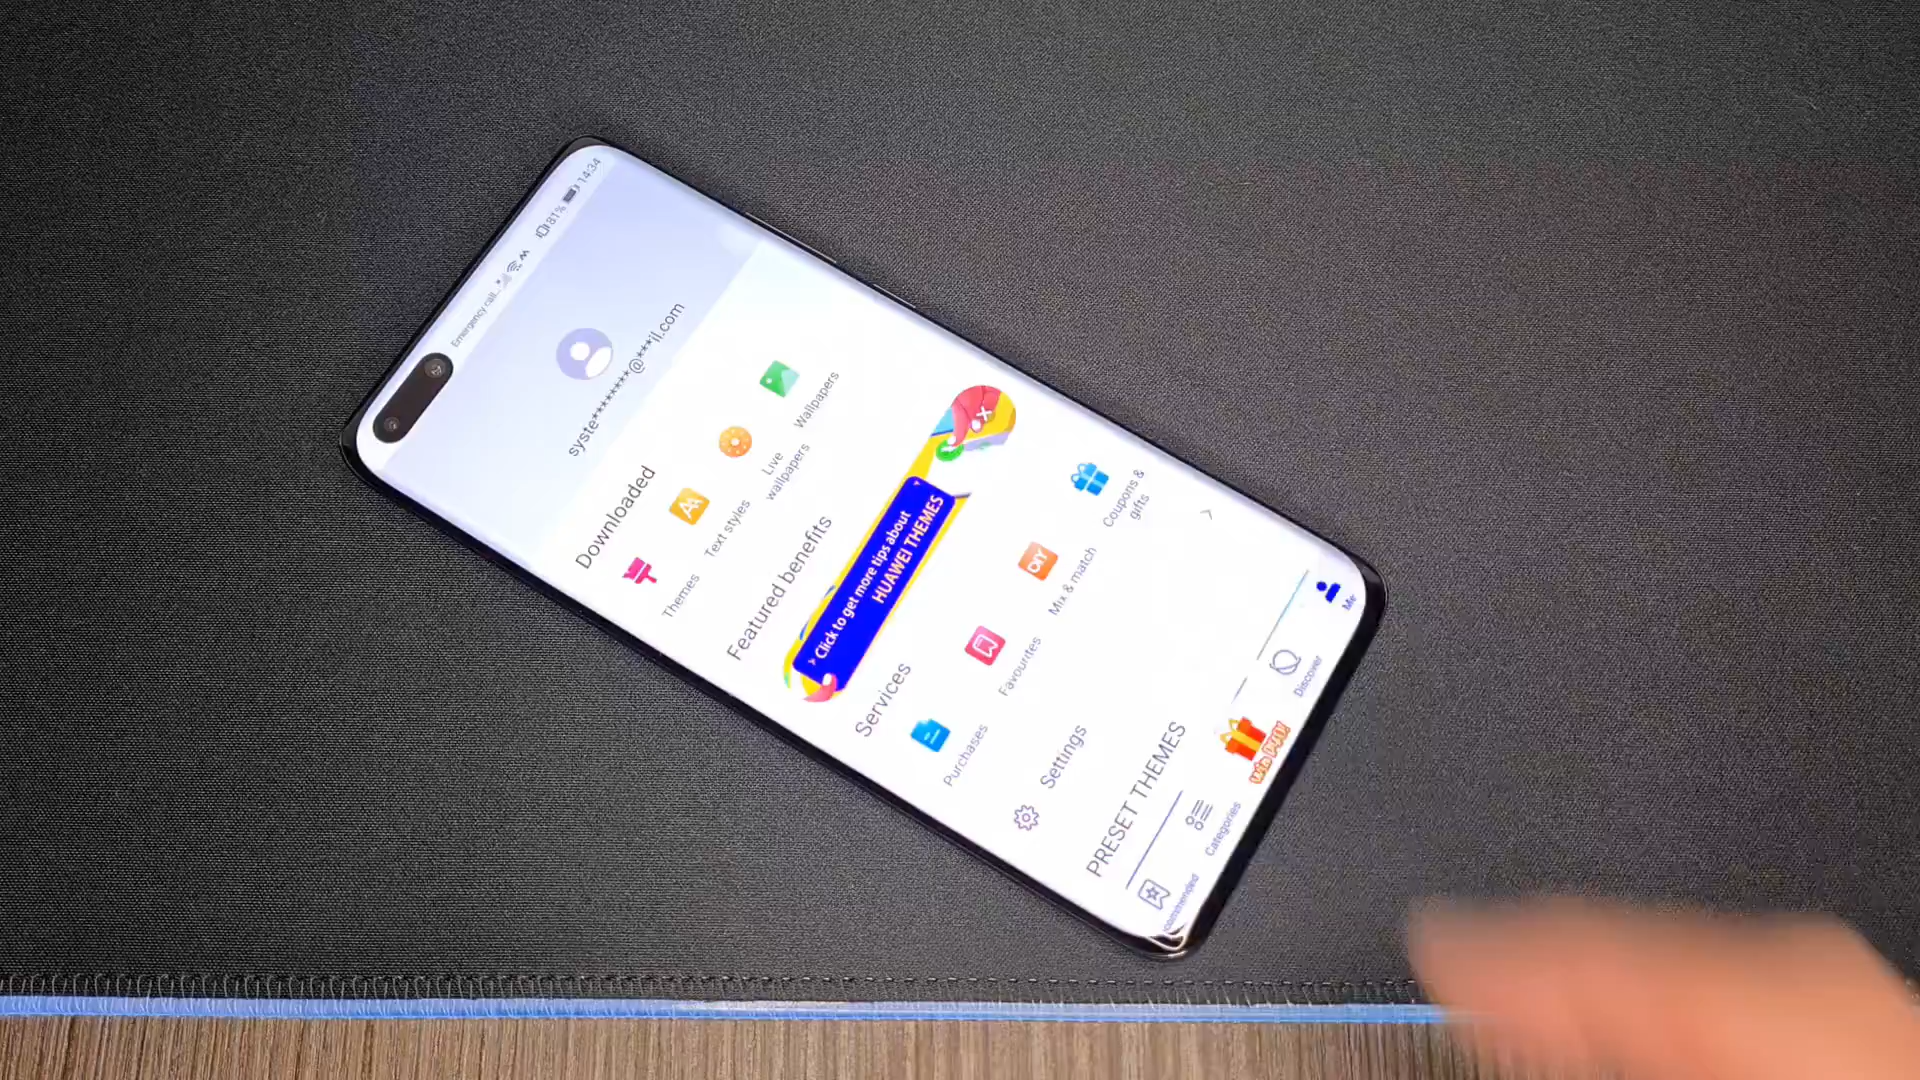 Emergency call...
81%
14:34
syste*********@***il.com
Downloaded
Themes
Text styles
Live
wallpapers
Wallpapers
Featured benefits
Click to get more tips about
HUAWEI THEMES
Services
Purchases
Favourites
DIY
Mix & match
Coupons &
gifts
Settings
PRESET THEMES
Categories
Discover
Me